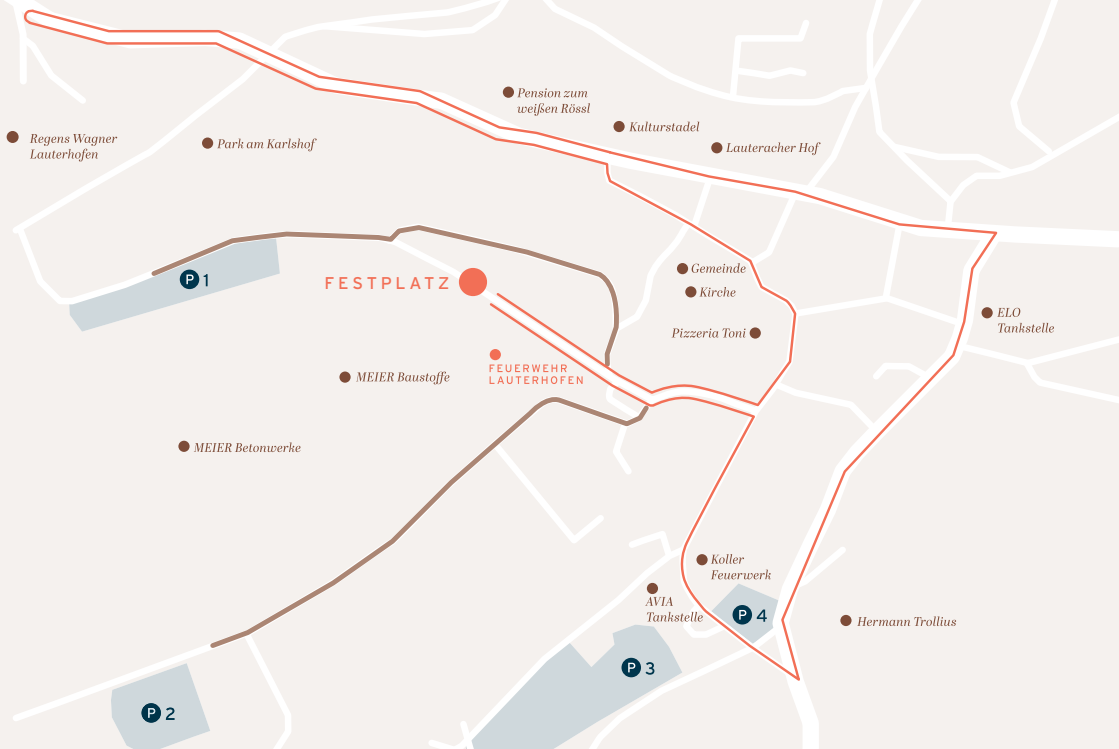 Pension zum
weißen Rössl
Kulturstadel
Regens Wagner
Lauterhofen
Park am Karlshof
Lauteracher Hof
Gemeinde
P 1
FESTPLATZ
Kirche
ELO
Tankstelle
Pizzeria Toni
FEUERWEHR
LAUTERHOFEN
MEIER Baustoffe
MEIER Betonwerke
Koller
Feuerwerk
AVIA
Tankstelle
P 4
Hermann Trollius
P 3
P 2